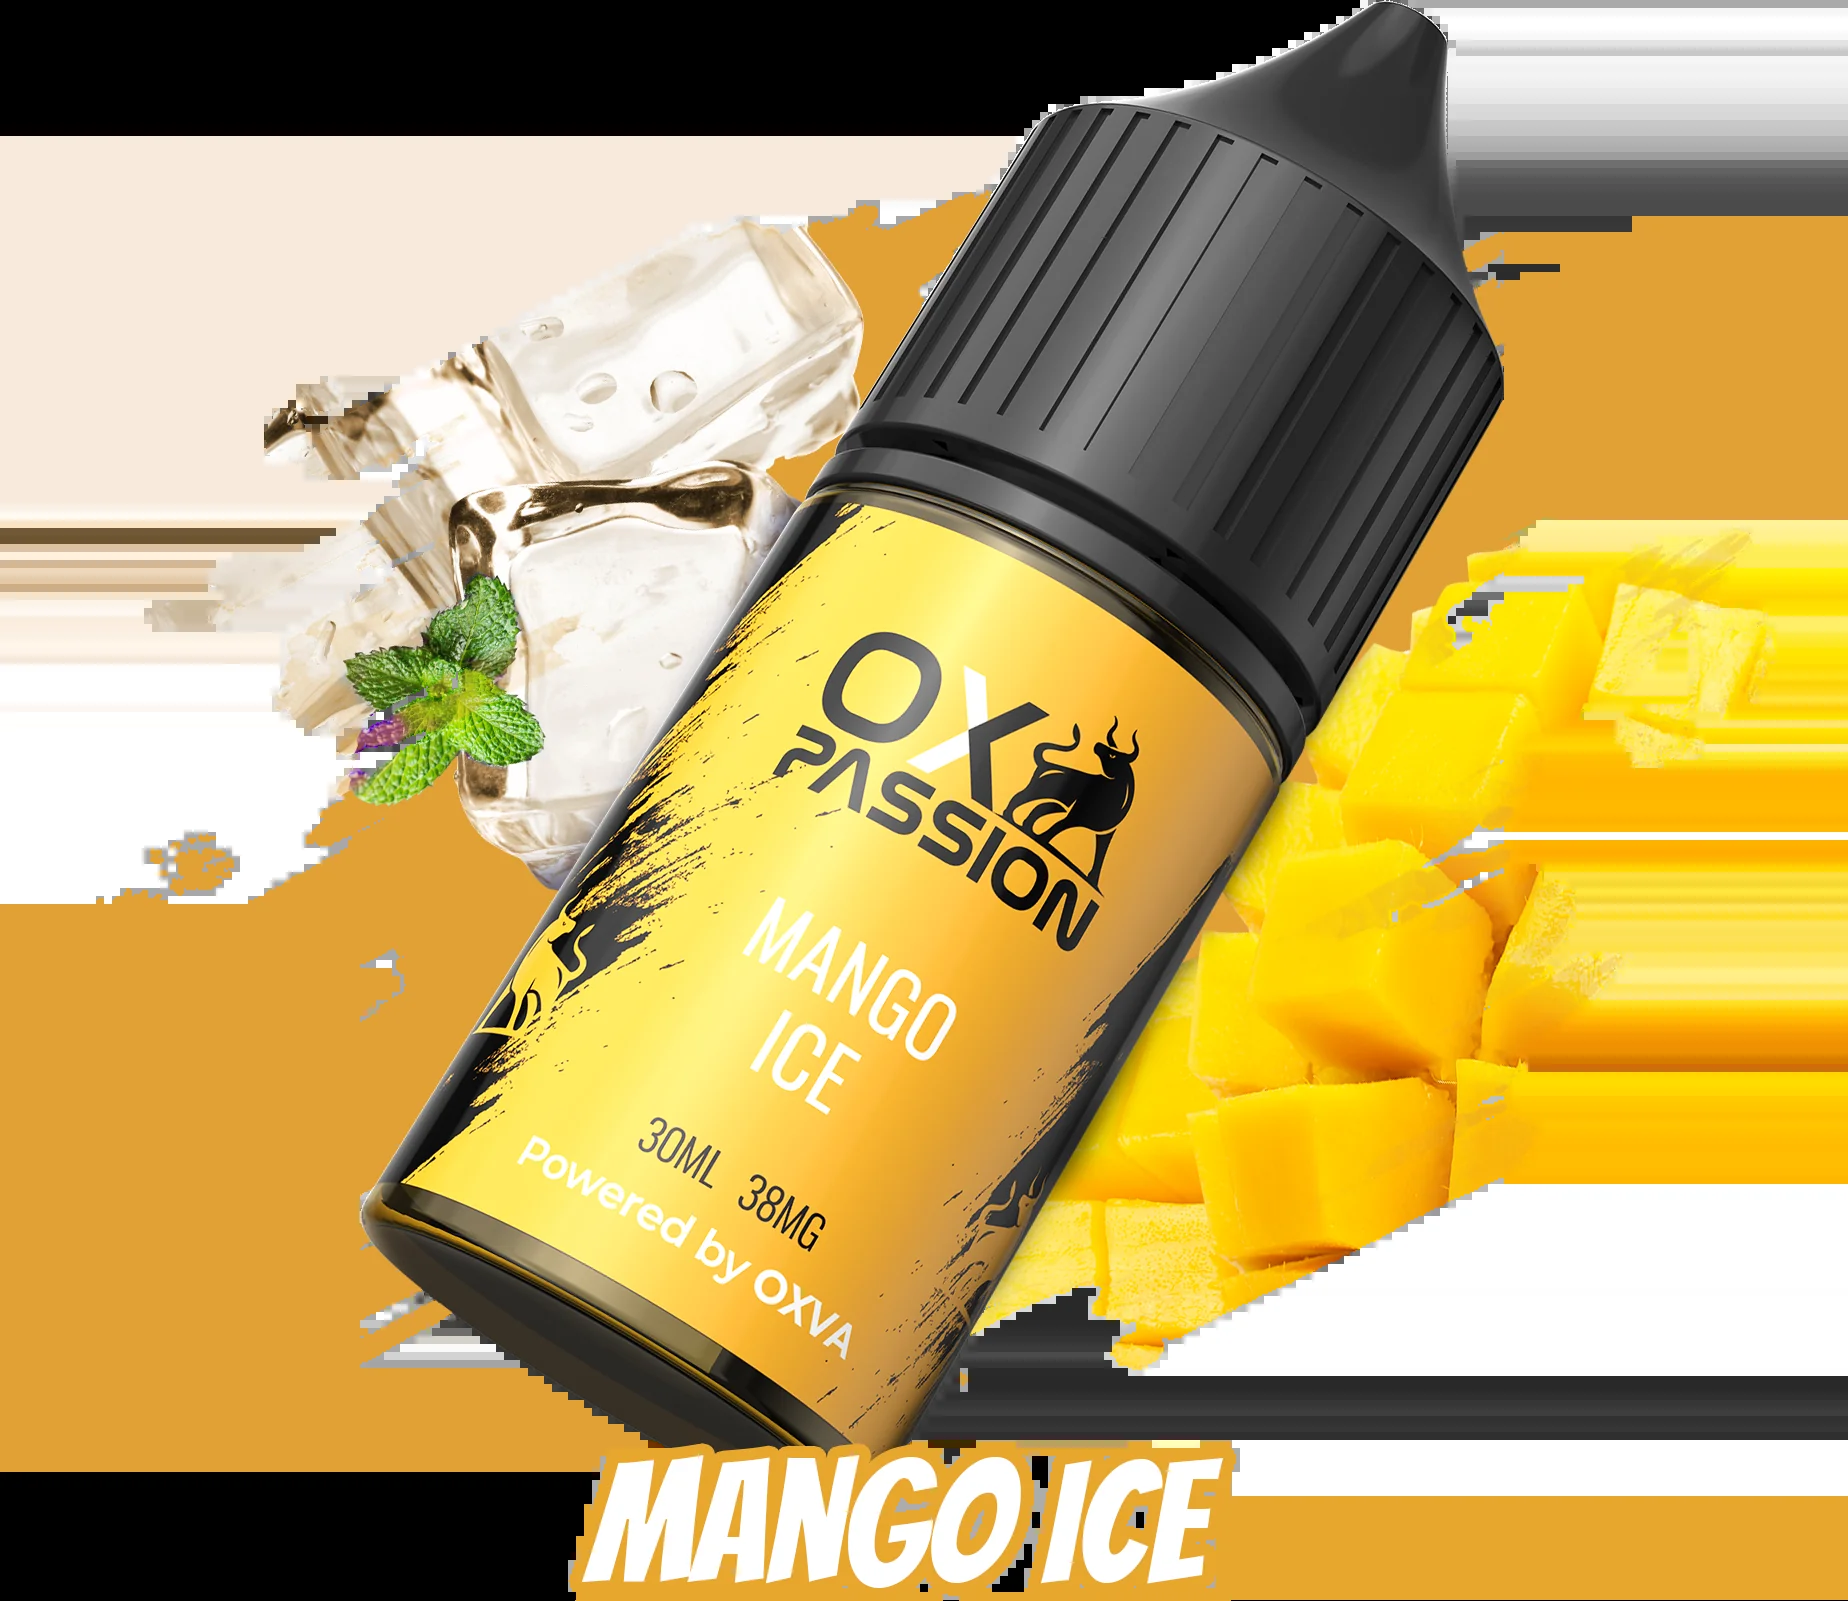 OX
PASSION
MANGO
ICE
30ML 38MG
Powered by OXVA
MANGO ICE